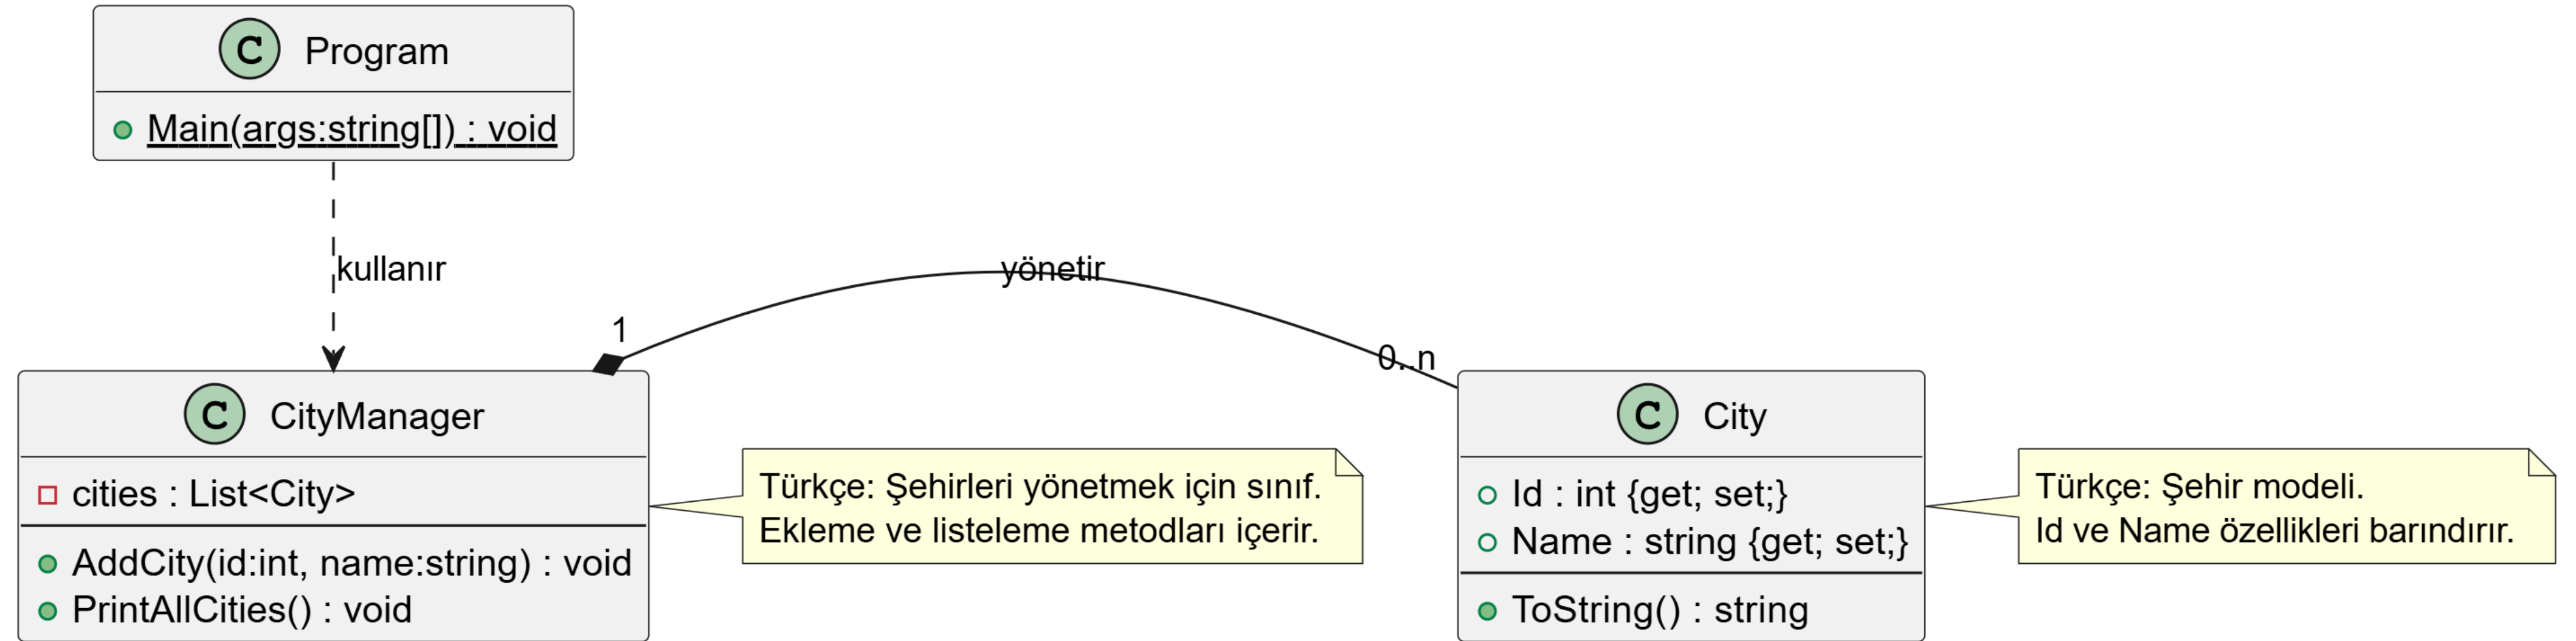 C Program
Main(args:string[]) : void
kullanır
yönetir
1
0..n
C CityManager
cities : List<City>
AddCity(id:int, name:string) : void
PrintAllCities() : void
Türkçe: Şehirleri yönetmek için sınıf.
Ekleme ve listeleme metodları içerir.
C City
Id : int {get; set;}
Name : string {get; set;}
ToString() : string
Türkçe: Şehir modeli.
Id ve Name özellikleri barındırır.